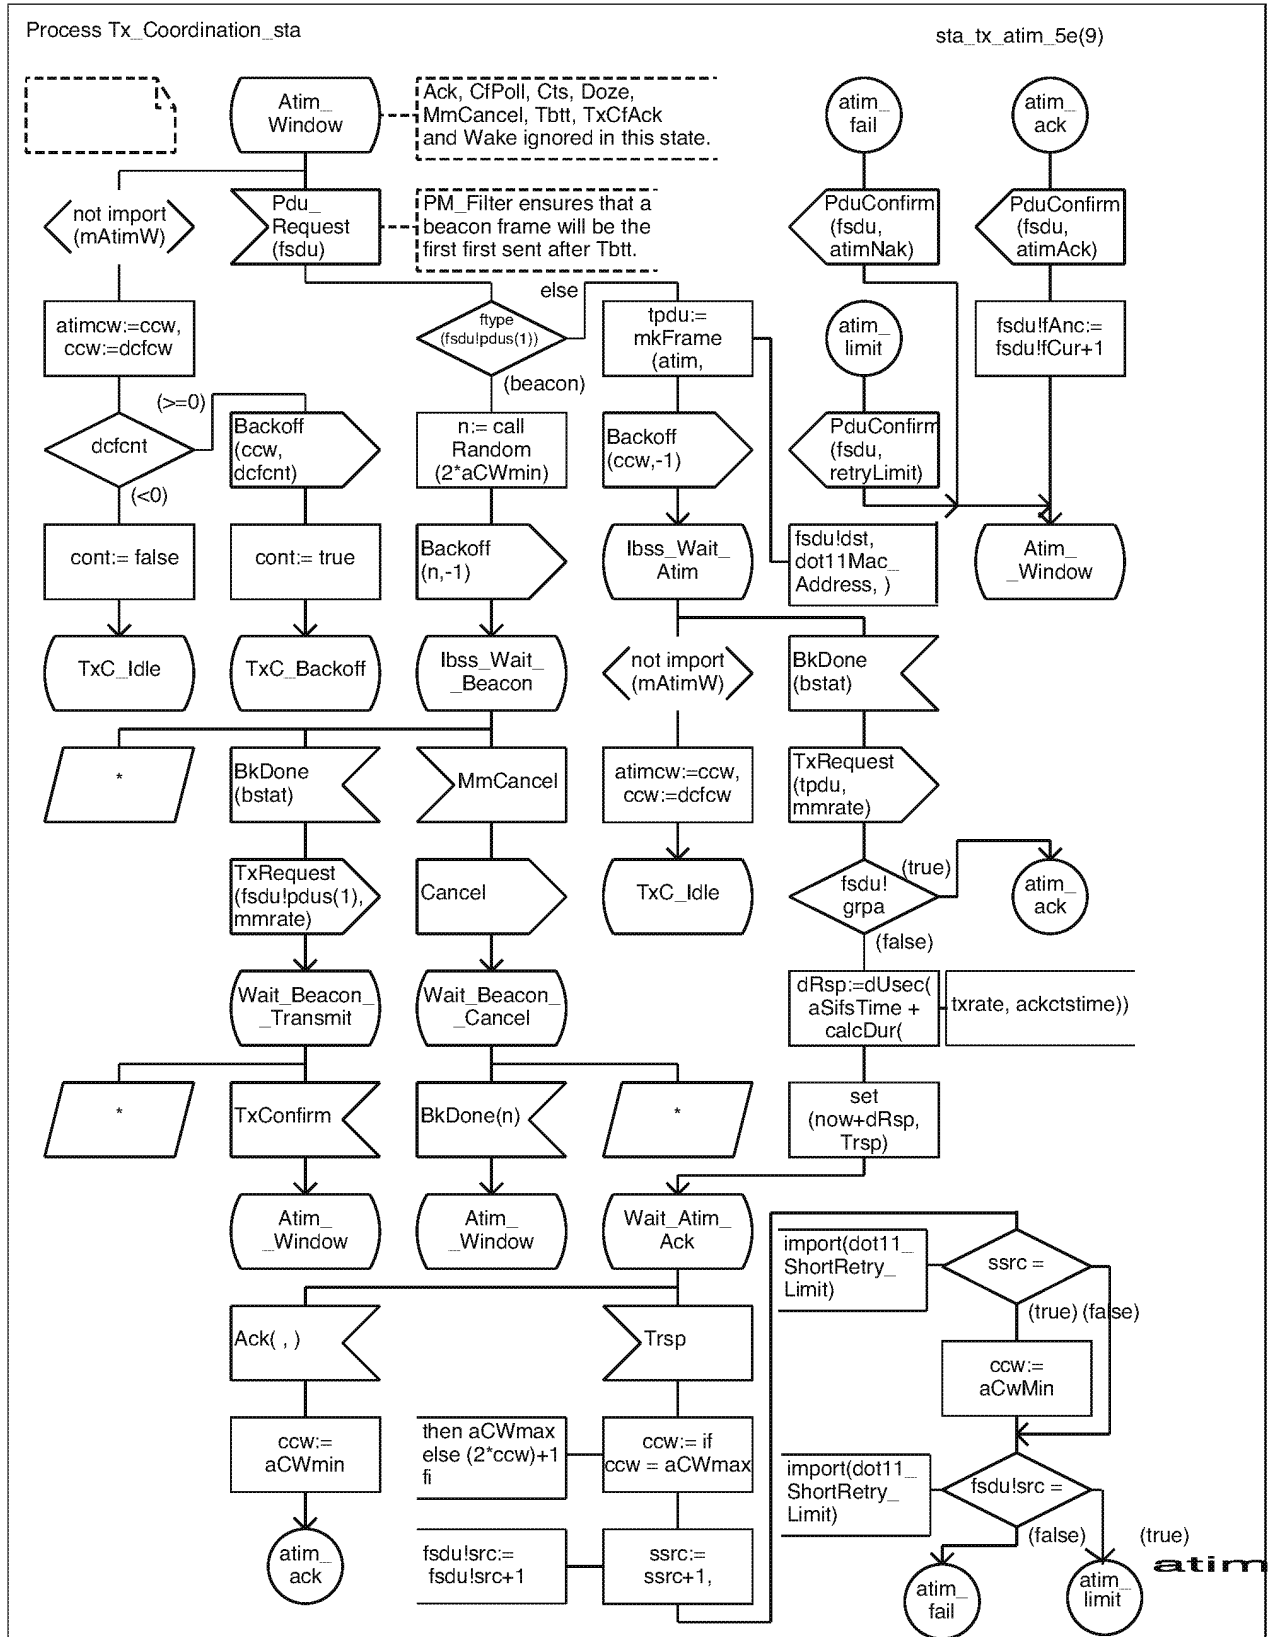 Process Tx_Coordination_sta
sta_tx_atim_5e(9)
Atim_
_Window
Ack, CfPoll, Cts, Doze,
MmCancel, Tbtt, TxCfAck
and Wake ignored in this state.
atim_
fail
atim_
ack
not import
(mAtimW)
Pdu_
Request
(fsdu)
PM_Filter ensures that a
beacon frame will be the
first first sent after Tbtt.
PduConfirm
(fsdu,
atimNak)
PduConfirm
(fsdu,
atimAck)
else
atimcw:=ccw,
ccw:=dcfcw
ftype
(fsdu!pdus(1))
tpdu:=
mkFrame
(atim,
atim_
limit
fsdu!fAnc:=
fsdu!fCur+1
(beacon)
(>=0)
dcfcnt
Backoff
(ccw,
dcfcnt)
n:= call
Random
(2*aCWmin)
Backoff
(ccw,-1)
PduConfirm
(fsdu,
retryLimit)
(<0)
cont:= false
cont:= true
Backoff
(n,-1)
Ibss_Wait_
Atim
fsdu!dst,
dot11Mac_
Address, )
Atim_
_Window
TxC_Idle
TxC_Backoff
Ibss_Wait_
_Beacon
not import
(mAtimW)
BkDone
(bstat)
*
BkDone
(bstat)
MmCancel
atimcw:=ccw,
ccw:=dcfcw
TxRequest
(tpdu,
mmrate)
TxRequest
(fsdu!pdus(1),
mmrate)
Cancel
TxC_Idle
fsdu!
grpa
(true)
atim_
ack
(false)
Wait_Beacon_
_Transmit
Wait_Beacon_
_Cancel
dRsp:=dUsec(
aSifsTime +
calcDur(
txrate, ackctstime))
*
TxConfirm
BkDone(n)
*
set
(now+dRsp,
Trsp)
Atim_
_Window
Atim_
_Window
Wait_Atim_
Ack
import(dot11_
ShortRetry_
Limit)
ssrc =
(true) (false)
Ack( , )
Trsp
ccw:=
aCwMin
ccw:=
aCWmin
then aCWmax
else (2*ccw)+1
fi
ccw:= if
ccw = aCWmax
import(dot11_
ShortRetry_
Limit)
fsdu!src =
(false)
(true)
atim_
ack
fsdu!src:=
fsdu!src+1
ssrc:=
ssrc+1,
atim_
fail
atim_
limit
atim